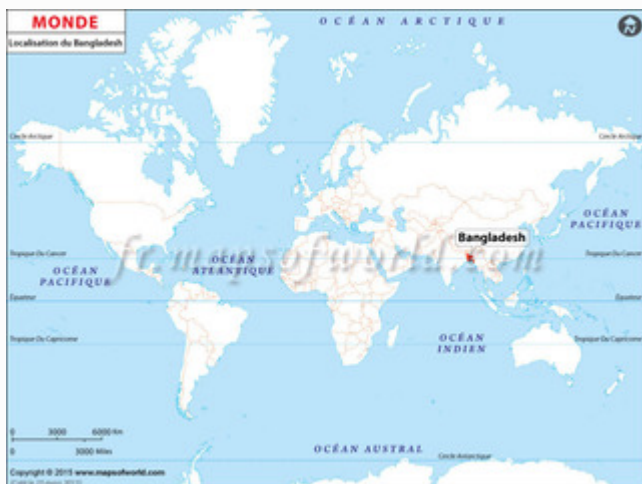 MONDE
Localisation du Bangladesh
OCÉAN ARCTIQUE
N
Cercle Arctique
Cercle Arctique
OCÉAN
PACIFIQUE
Bangladesh
Tropique Du Cancer
Tropique Du Cancer
fr.mapsofworld.com
OCÉAN
PACIFIQUE
OCÉAN
ATLANTIQUE
Équateur
Équateur
OCÉAN
INDIEN
Tropique Du Capricorne
Tropique Du Capricorne
0 3000 6000 Km
0 3000 Miles
OCÉAN AUSTRAL
Cercle Antarctique
Copyright © 2015 www.mapsofworld.com